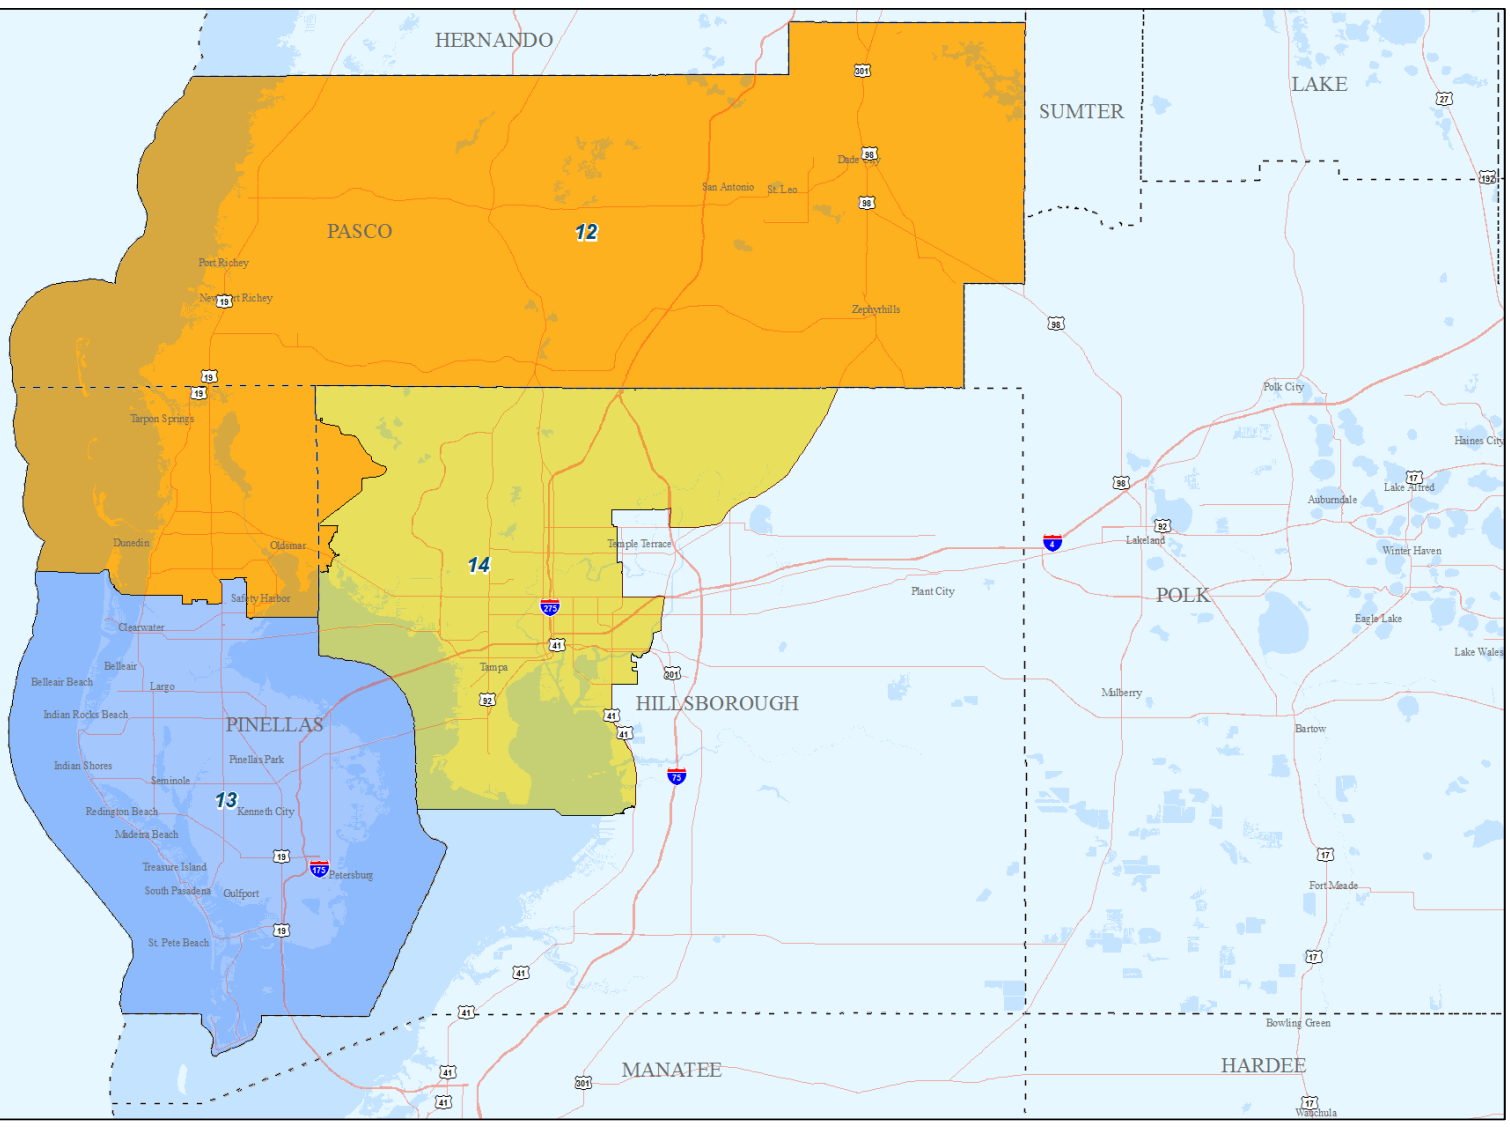 HERNANDO
LAKE
301
27
SUMTER
98
Dade City
192
San Antonio
St. Leo
98
PASCO
12
Port Richey
New Port Richey
19
Zephyrhills
98
19
Polk City
19
Tarpon Springs
Haines City
17
98
Lake Alfred
Auburndale
92
Lakeland
Dunedin
Oldsmar
Temple Terrace
4
Winter Haven
14
Plant City
POLK
Safety Harbor
275
Eagle Lake
Clearwater
41
Lake Wales
Belleair
Tampa
301
Belleair Beach
Largo
Mulberry
92
HILLSBOROUGH
Indian Rocks Beach
41
PINELLAS
Bartow
41
Pinellas Park
Indian Shores
75
Seminole
13
Redington Beach
Kenneth City
Madeira Beach
19
17
Treasure Island
175
Petersburg
South Pasadena
Gulfport
Fort Meade
19
St. Pete Beach
17
41
41
Bowling Green
HARDEE
MANATEE
41
301
41
17
Wauchula